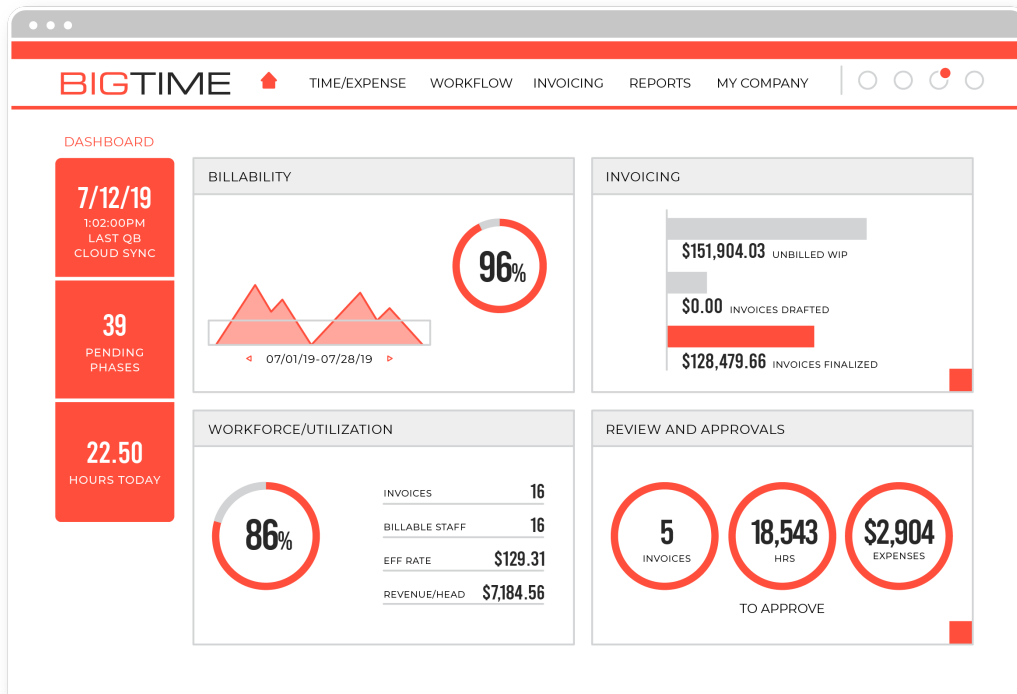 BIGTIME
TIME/EXPENSE WORKFLOW INVOICING REPORTS MY COMPANY
DASHBOARD
7/12/19
1:02:00PM
LAST QB
CLOUD SYNC
39
PENDING
PHASES
22.50
HOURS TODAY
BILLABILITY
96%
07/01/19-07/28/19
INVOICING
$151,904.03 UNBILLED WIP
$0.00 INVOICES DRAFTED
$128,479.66 INVOICES FINALIZED
WORKFORCE/UTILIZATION
86%
INVOICES 16
BILLABLE STAFF 16
EFF RATE $129.31
REVENUE/HEAD $7,184.56
REVIEW AND APPROVALS
5
INVOICES
18,543
HRS
$2,904
EXPENSES
TO APPROVE